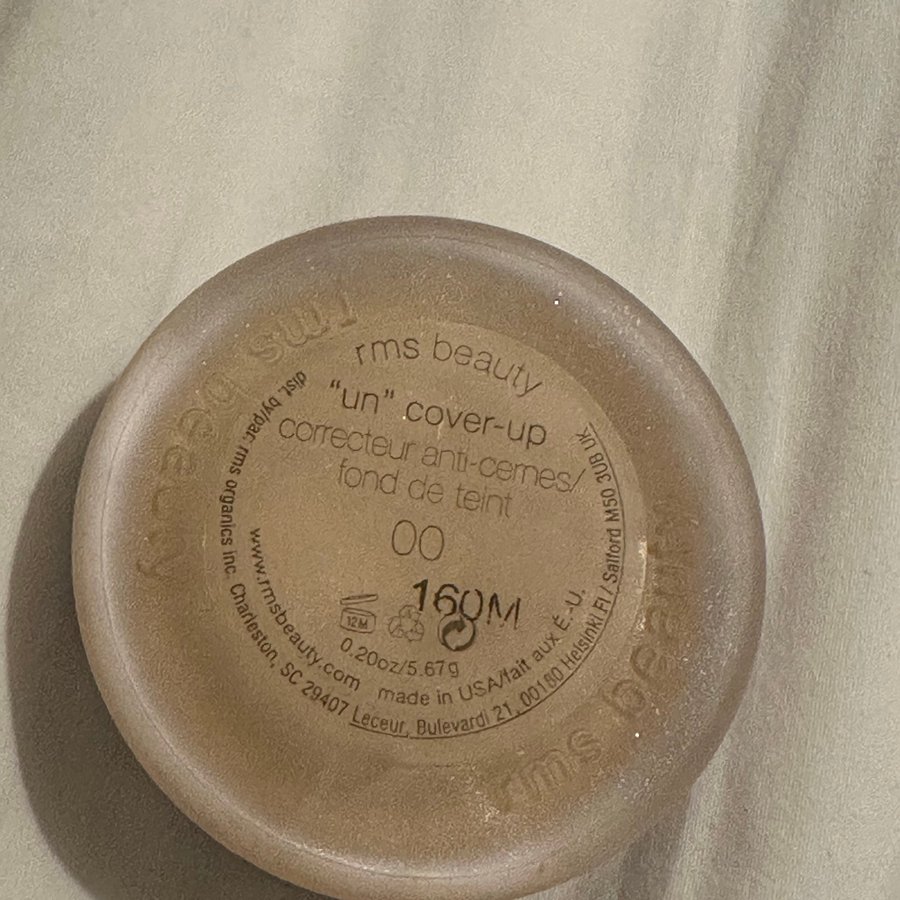 rms beauty
"un" cover-up
correcteur anti-cernes/
fond de teint
00
160M
12M
0.20oz/5.67g
www.rmsbeauty.com made in USA/fait aux É.-U.
dist. by/par: rms organics inc. Charleston, SC 29407 Leceur, Bulevardi 21, 00180 Helsinki FI / Salford M50 3UB UK
rms beauty
rms beauty